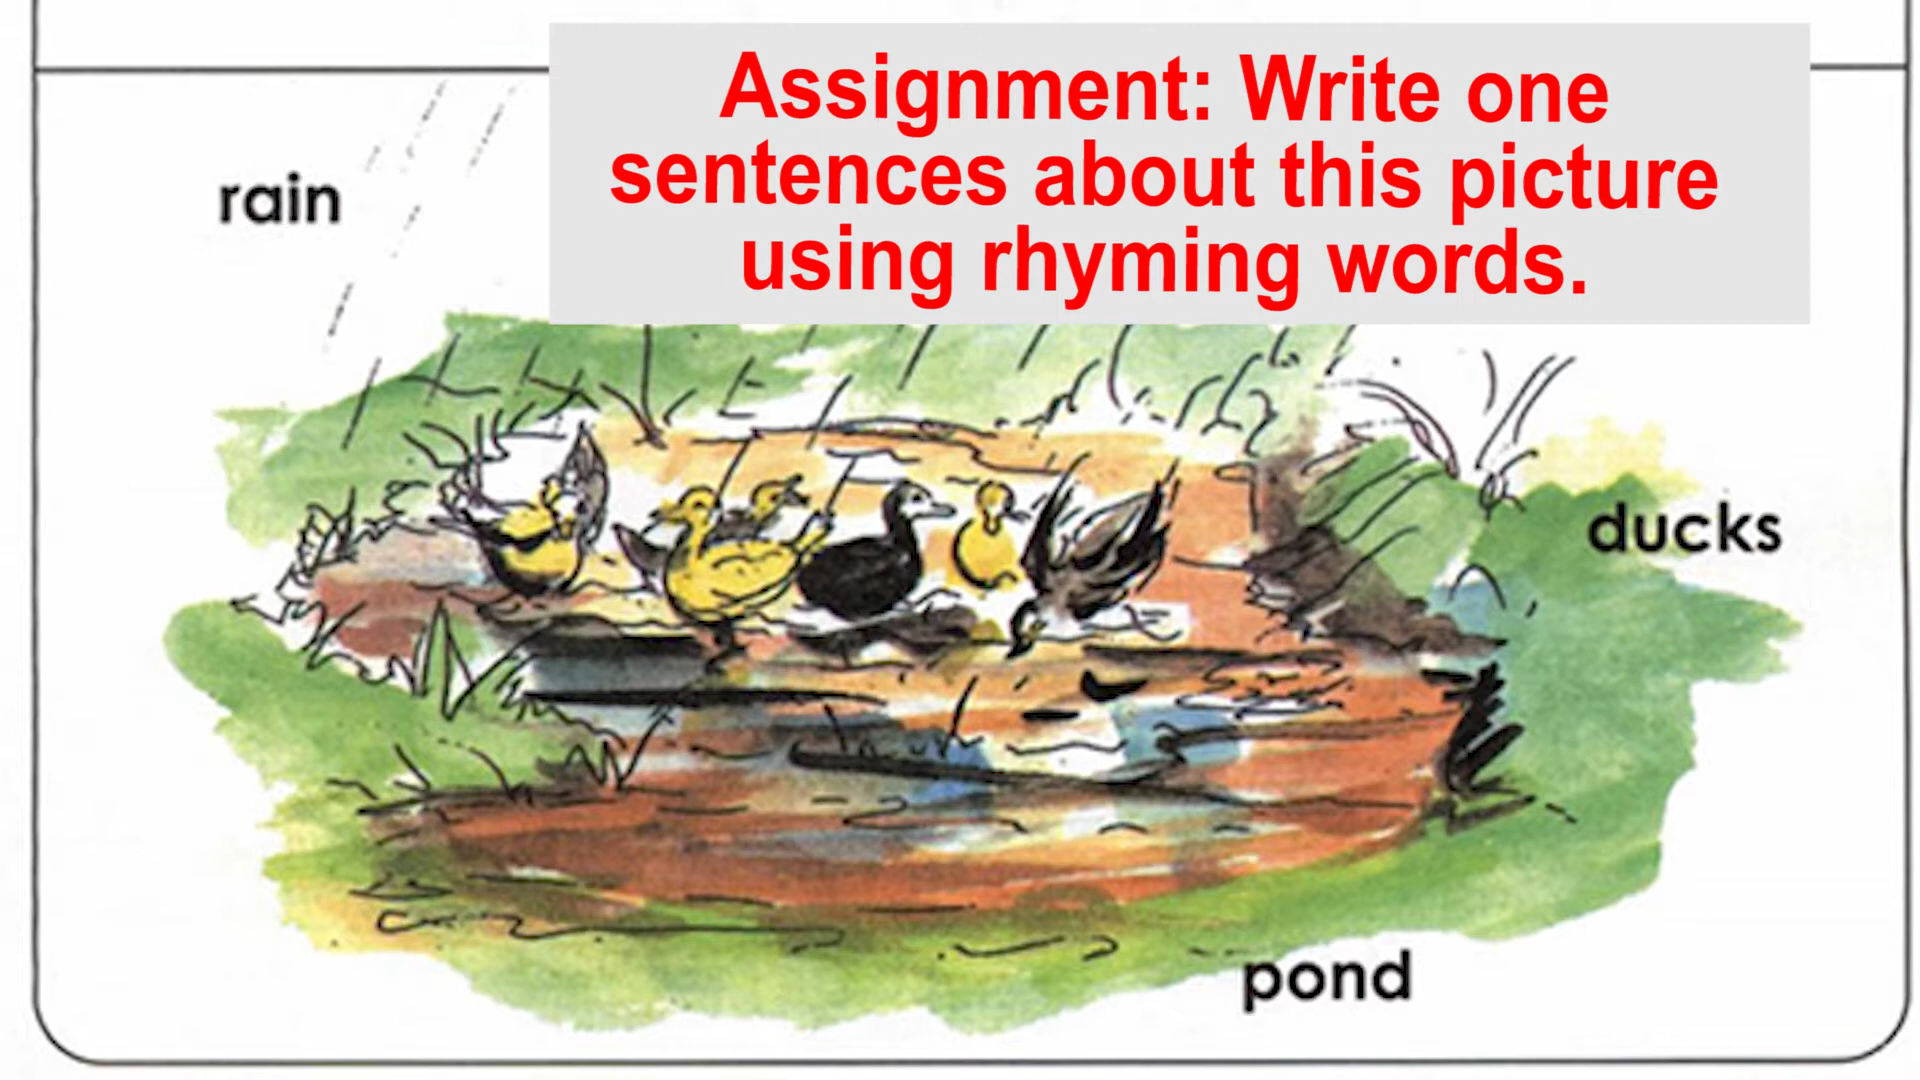 Assignment: Write one
sentences about this picture
using rhyming words.
rain
ducks
pond